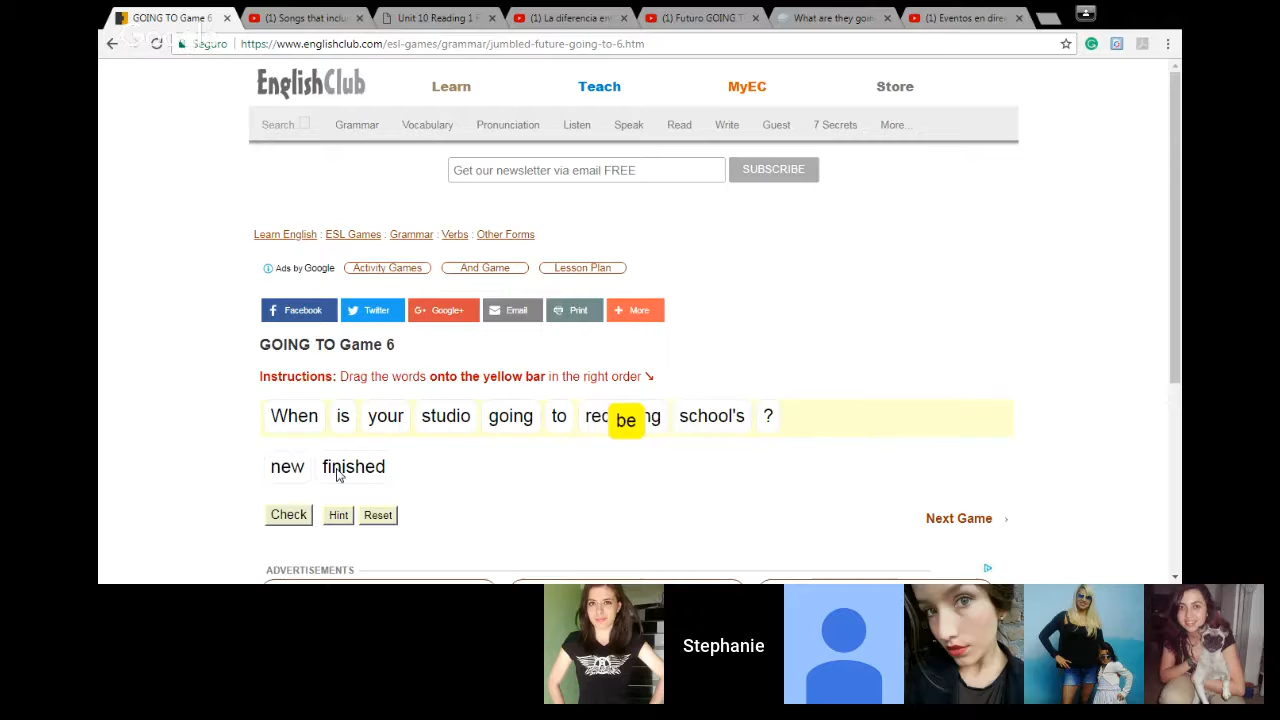 GOING TO Game 6
(1) Songs that inclu
Unit 10 Reading 1 F
(1) La diferencia en
(1) Futuro GOING T
What are they gon
(1) Eventos en dire
Seguro
https://www.englishclub.com/esl-games/grammar/jumbled-future-going-to-6.htm
EnglishClub
Learn
Teach
MyEC
Store
Search
Grammar
Vocabulary
Pronunciation
Listen
Speak
Read
Write
Guest
7 Secrets
More...
Get our newsletter via email FREE
SUBSCRIBE
Learn English : ESL Games : Grammar : Verbs : Other Forms
Ads by Google
Activity Games
And Game
Lesson Plan
Facebook
Twitter
G+ Google+
Email
Print
More
GOING TO Game 6
Instructions: Drag the words onto the yellow bar in the right order ↘
When is your studio going to be school's ?
new finished
Check
Hint
Reset
Next Game ›
ADVERTISEMENTS
Stephanie